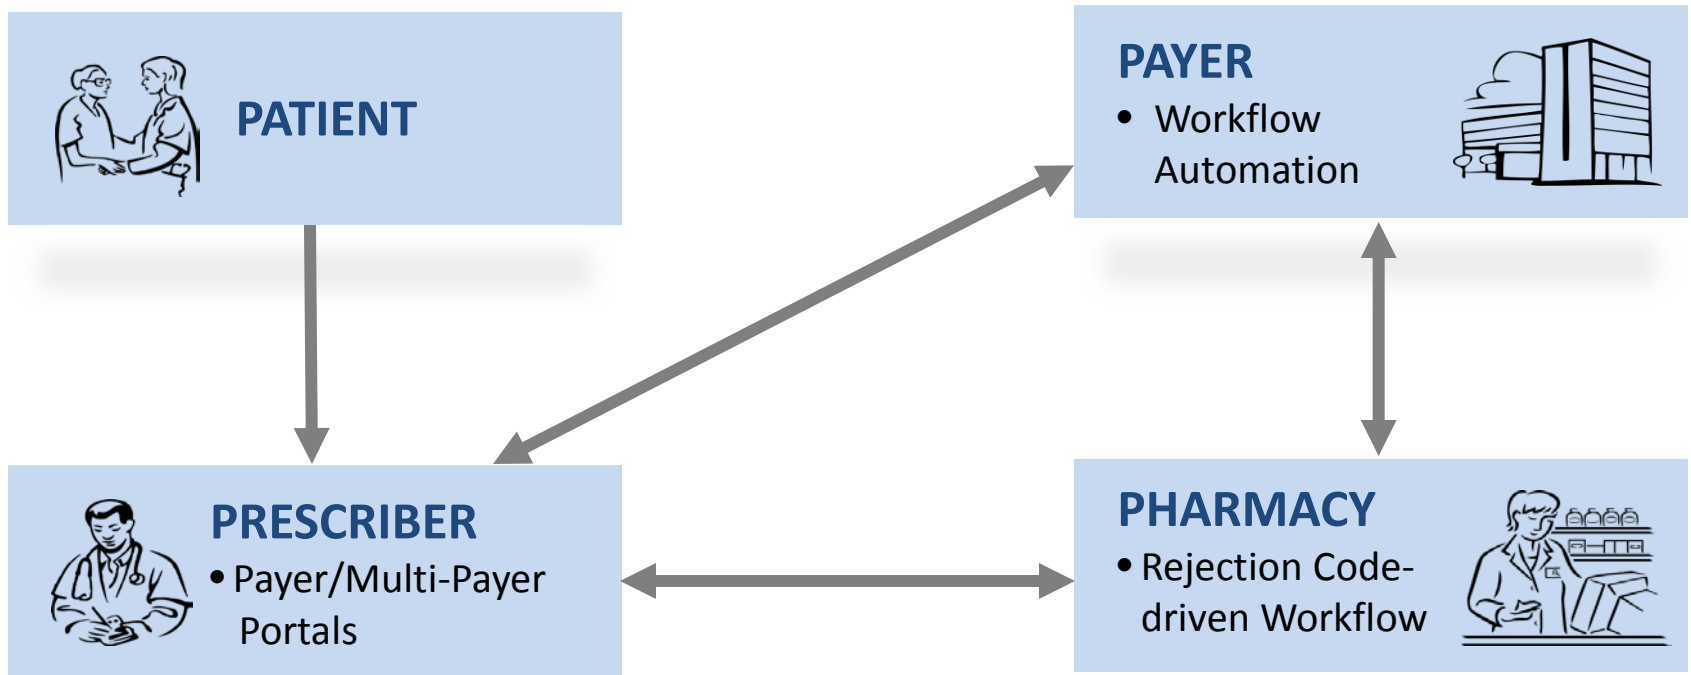 PATIENT
PAYER
• Workflow
Automation
PRESCRIBER
• Payer/Multi-Payer
Portals
PHARMACY
• Rejection Code-
driven Workflow